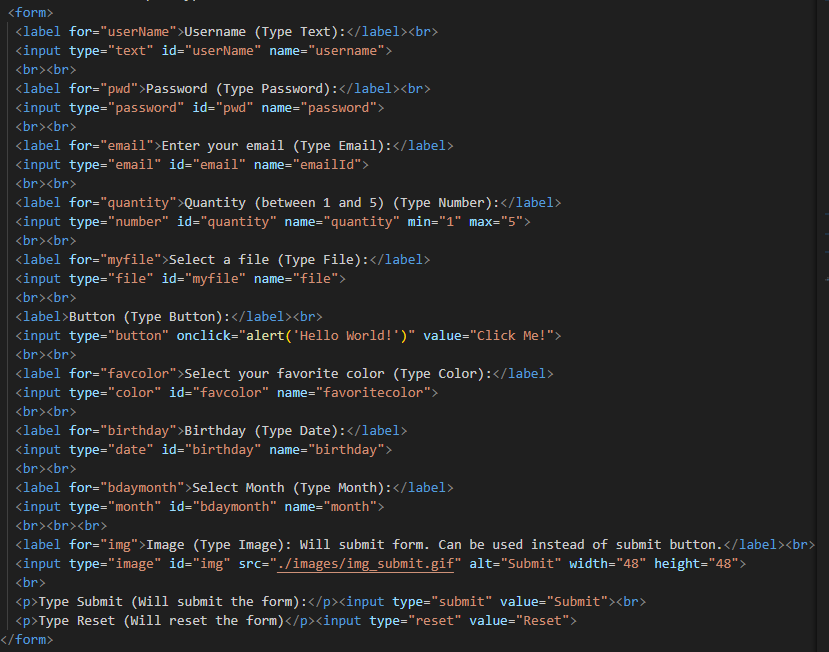 <form>
<label for="userName">Username (Type Text):</label><br>
<input type="text" id="userName" name="username">
<br><br>
<label for="pwd">Password (Type Password):</label><br>
<input type="password" id="pwd" name="password">
<br><br>
<label for="email">Enter your email (Type Email):</label>
<input type="email" id="email" name="emailId">
<br><br>
<label for="quantity">Quantity (between 1 and 5) (Type Number):</label>
<input type="number" id="quantity" name="quantity" min="1" max="5">
<br><br>
<label for="myfile">Select a file (Type File):</label>
<input type="file" id="myfile" name="file">
<br><br>
<label>Button (Type Button):</label><br>
<input type="button" onclick="alert('Hello World!')" value="Click Me!">
<br><br>
<label for="favcolor">Select your favorite color (Type Color):</label>
<input type="color" id="favcolor" name="favoritecolor">
<br><br>
<label for="birthday">Birthday (Type Date):</label>
<input type="date" id="birthday" name="birthday">
<br><br>
<label for="bdaymonth">Select Month (Type Month):</label>
<input type="month" id="bdaymonth" name="month">
<br><br><br>
<label for="img">Image (Type Image): Will submit form. Can be used instead of submit button.</label><br>
<input type="image" id="img" src="./images/img_submit.gif" alt="Submit" width="48" height="48">
<br>
<p>Type Submit (Will submit the form):</p><input type="submit" value="Submit"><br>
<p>Type Reset (Will reset the form)</p><input type="reset" value="Reset">
</form>